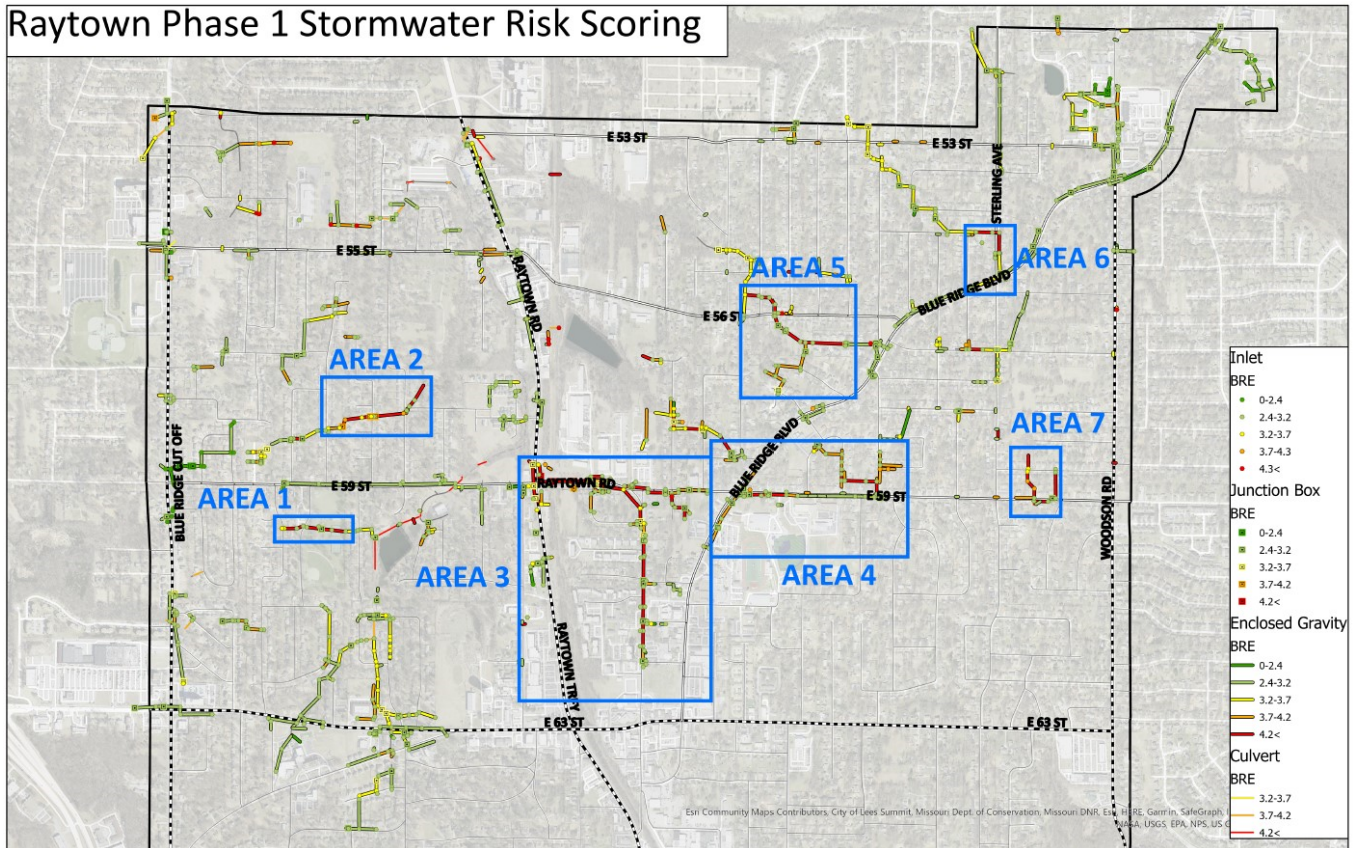 Raytown Phase 1 Stormwater Risk Scoring
E 53 ST
E 53 ST
STERLING AVE
E 55 ST
RAYTOWN RD
AREA 5
AREA 6
BLUE RIDGE BLVD
E 56 ST
AREA 2
BLUE RIDGE CUT OFF
AREA 1
E 59 ST
RAYTOWN RD
BLUE RIDGE BLVD
E 59 ST
AREA 7
WOODSON RD
AREA 3
AREA 4
E 63 ST
E 63 ST
Inlet
BRE
0-2.4
2.4-3.2
3.2-3.7
3.7-4.3
4.3<
Junction Box
BRE
0-2.4
2.4-3.2
3.2-3.7
3.7-4.2
4.2<
Enclosed Gravity
BRE
0-2.4
2.4-3.2
3.2-3.7
3.7-4.2
4.2<
Culvert
BRE
3.2-3.7
3.7-4.2
4.2<
Esri Community Maps Contributors, City of Lees Summit, Missouri Dept. of Conservation, Missouri DNR, Esri, HERE, Garmin, SafeGraph,
NASA, USGS, EPA, NPS, US